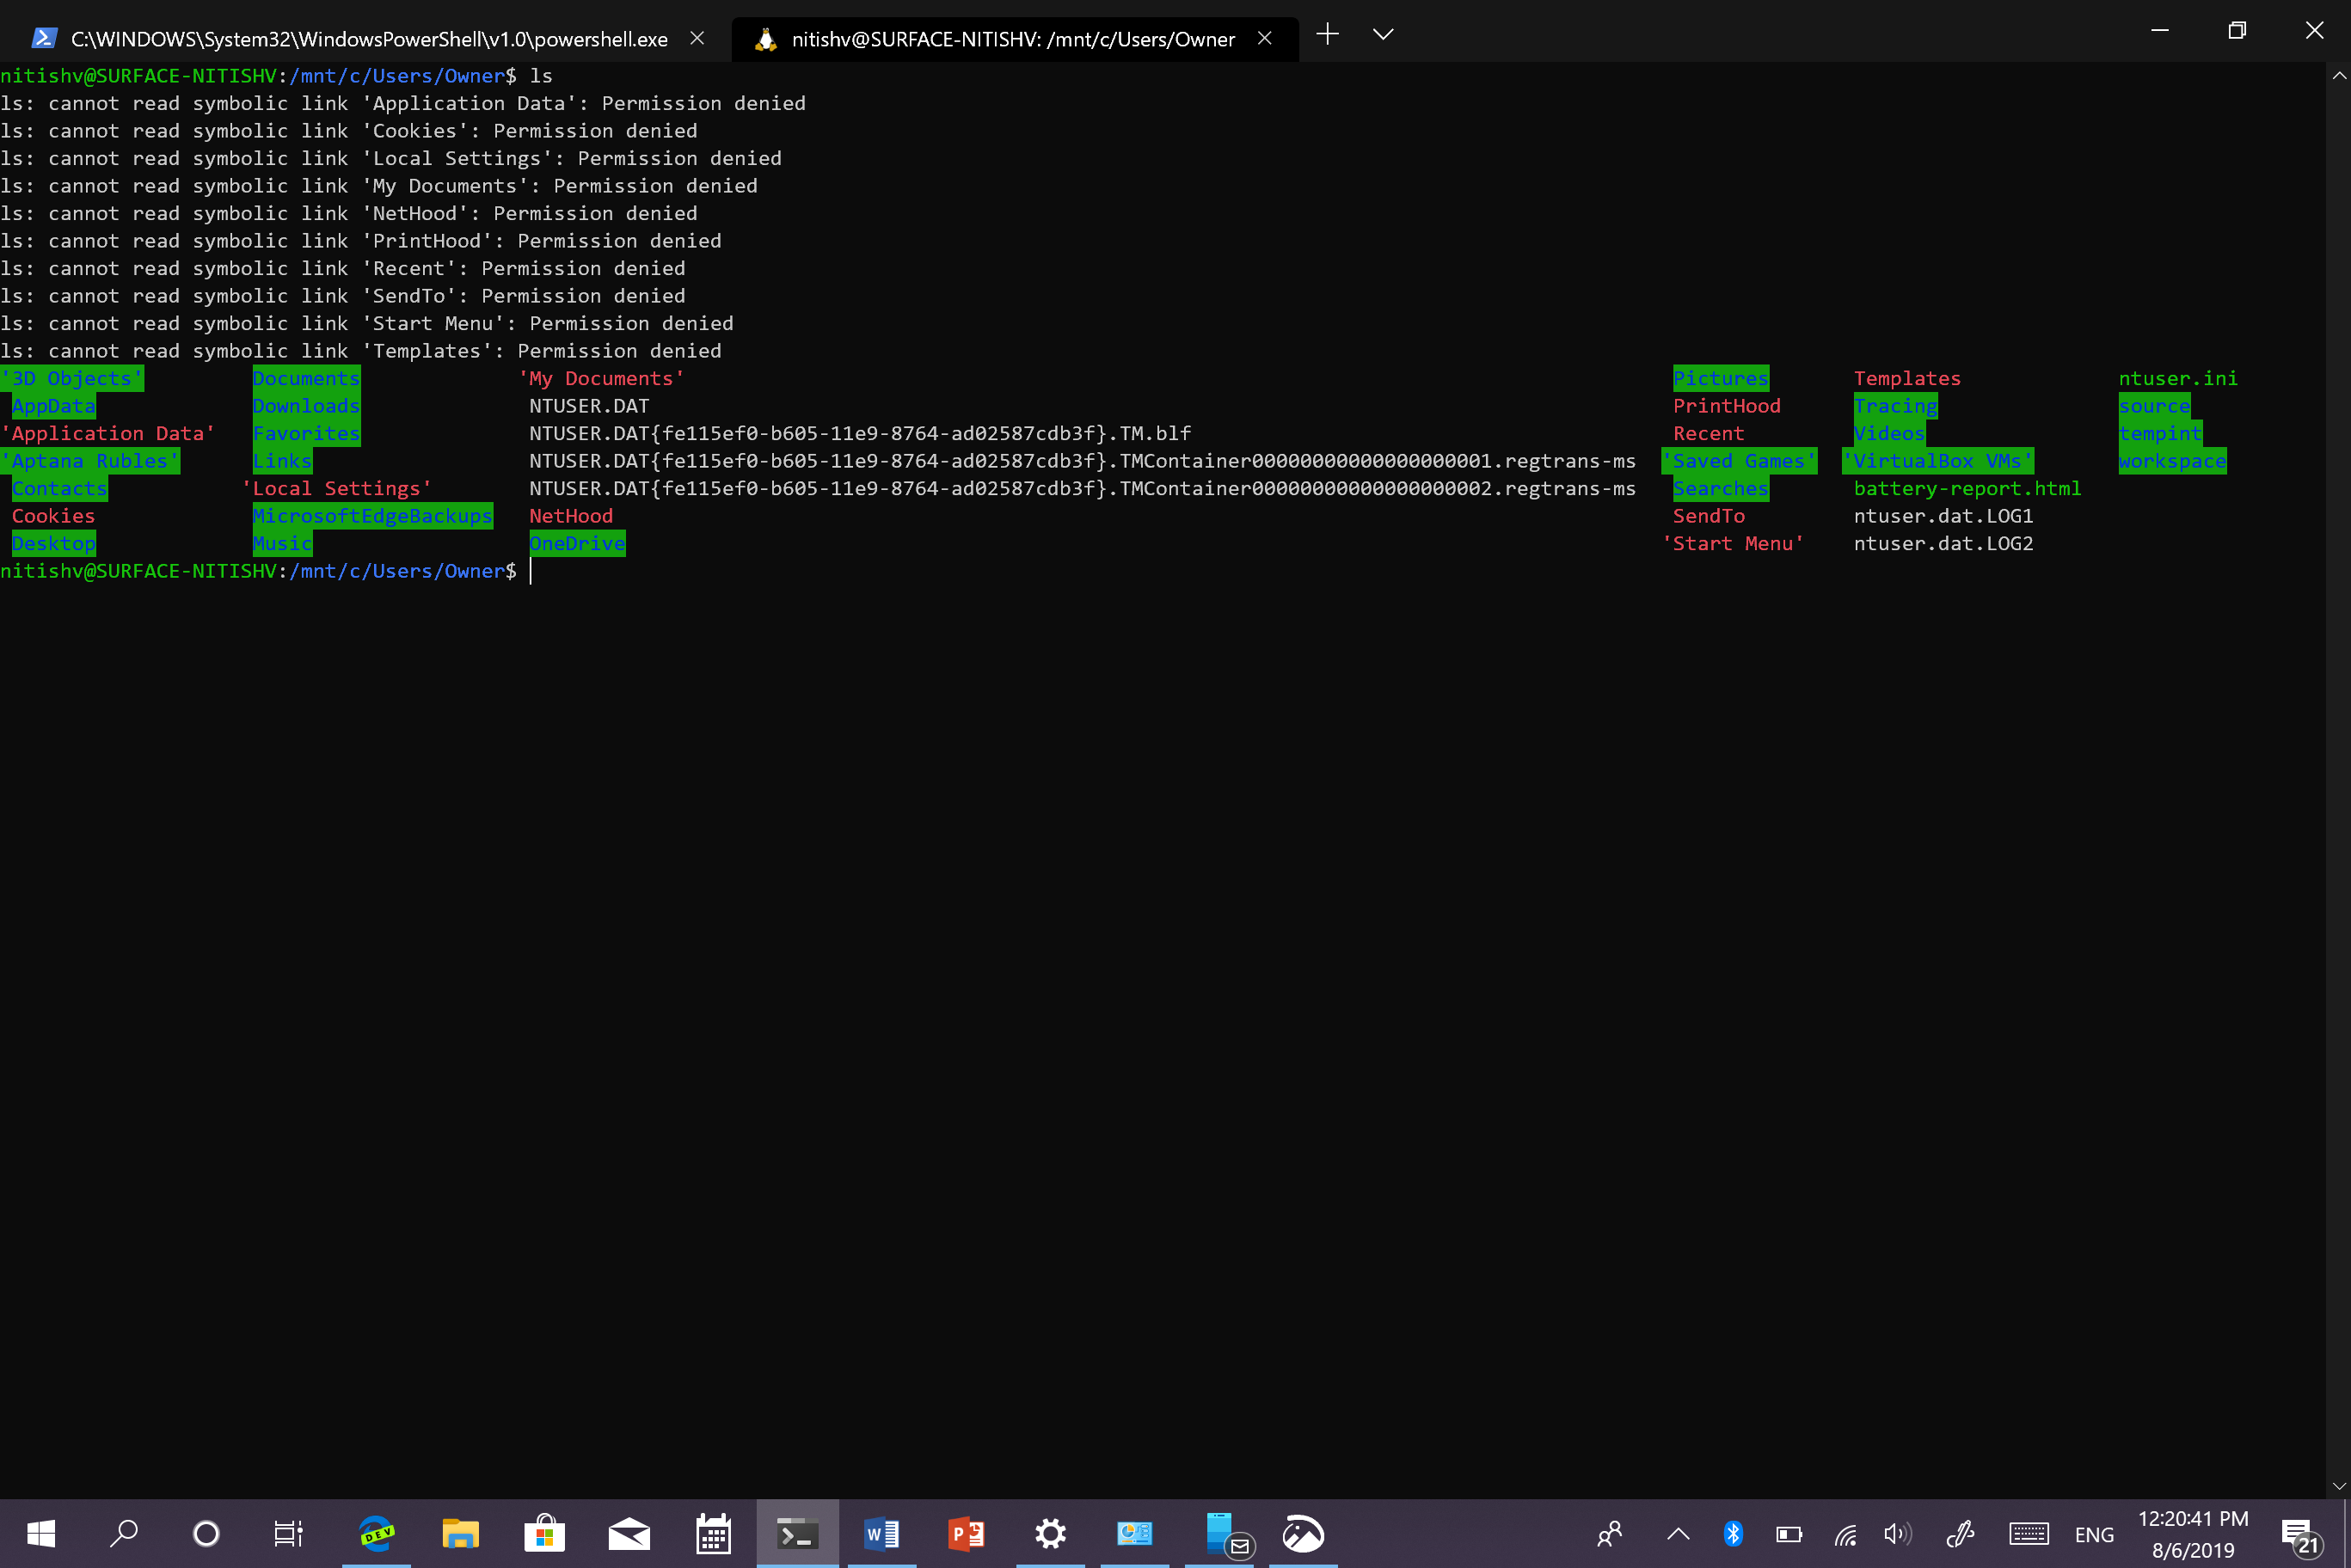 C:\WINDOWS\System32\WindowsPowerShell\v1.0\powershell.exe nitishv@SURFACE-NITISHV: /mnt/c/Users/Owner
nitishv@SURFACE-NITISHV:/mnt/c/Users/Owner$ ls
ls: cannot read symbolic link 'Application Data': Permission denied
ls: cannot read symbolic link 'Cookies': Permission denied
ls: cannot read symbolic link 'Local Settings': Permission denied
ls: cannot read symbolic link 'My Documents': Permission denied
ls: cannot read symbolic link 'NetHood': Permission denied
ls: cannot read symbolic link 'PrintHood': Permission denied
ls: cannot read symbolic link 'Recent': Permission denied
ls: cannot read symbolic link 'SendTo': Permission denied
ls: cannot read symbolic link 'Start Menu': Permission denied
ls: cannot read symbolic link 'Templates': Permission denied
'3D Objects' Documents 'My Documents' Pictures Templates ntuser.ini
AppData Downloads NTUSER.DAT PrintHood Tracing source
'Application Data' Favorites NTUSER.DAT{fe115ef0-b605-11e9-8764-ad02587cdb3f}.TM.blf Recent Videos tempint
'Aptana Rubles' Links NTUSER.DAT{fe115ef0-b605-11e9-8764-ad02587cdb3f}.TMContainer00000000000000000001.regtrans-ms 'Saved Games' 'VirtualBox VMs' workspace
Contacts 'Local Settings' NTUSER.DAT{fe115ef0-b605-11e9-8764-ad02587cdb3f}.TMContainer00000000000000000002.regtrans-ms Searches battery-report.html
Cookies MicrosoftEdgeBackups NetHood SendTo ntuser.dat.LOG1
Desktop Music OneDrive 'Start Menu' ntuser.dat.LOG2
nitishv@SURFACE-NITISHV:/mnt/c/Users/Owner$
DEV W P ENG 12:20:41 PM
8/6/2019 21